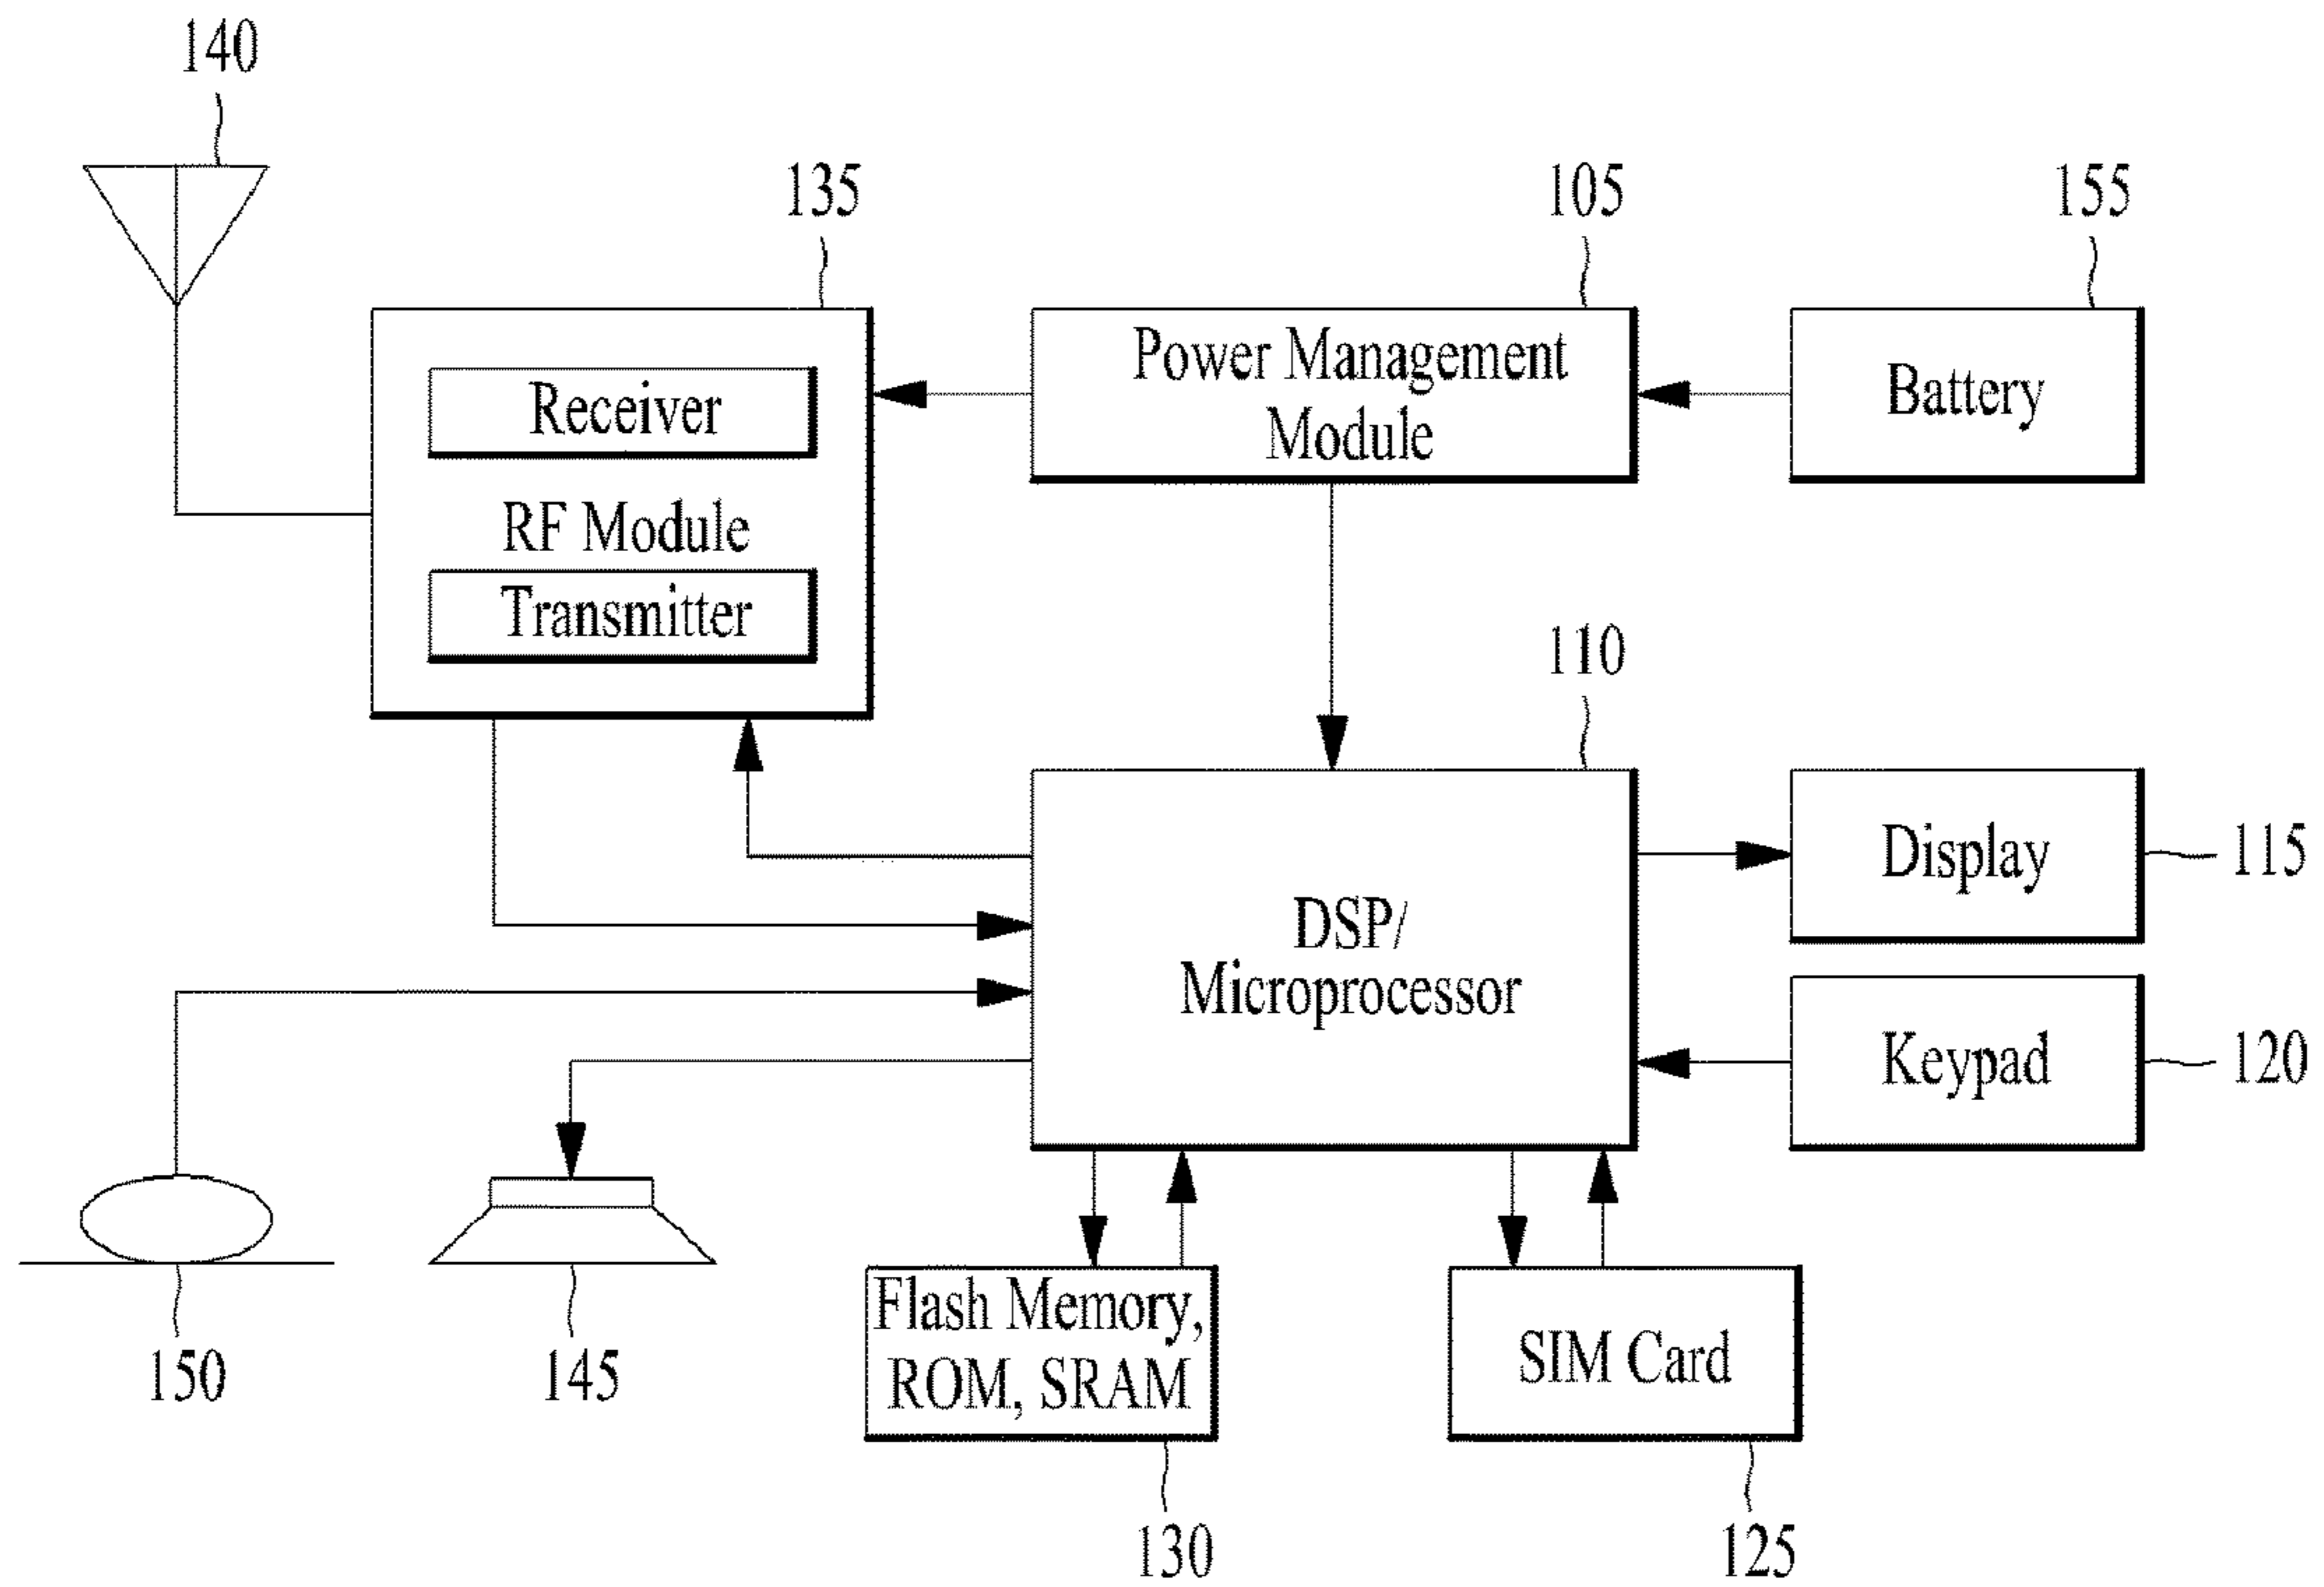 140
135
105
155
Power Management
Module
Battery
Receiver
RF Module
Transmitter
110
Display
115
DSP/
Microprocessor
Keypad
120
150
145
Flash Memory,
ROM, SRAM
SIM Card
130
125